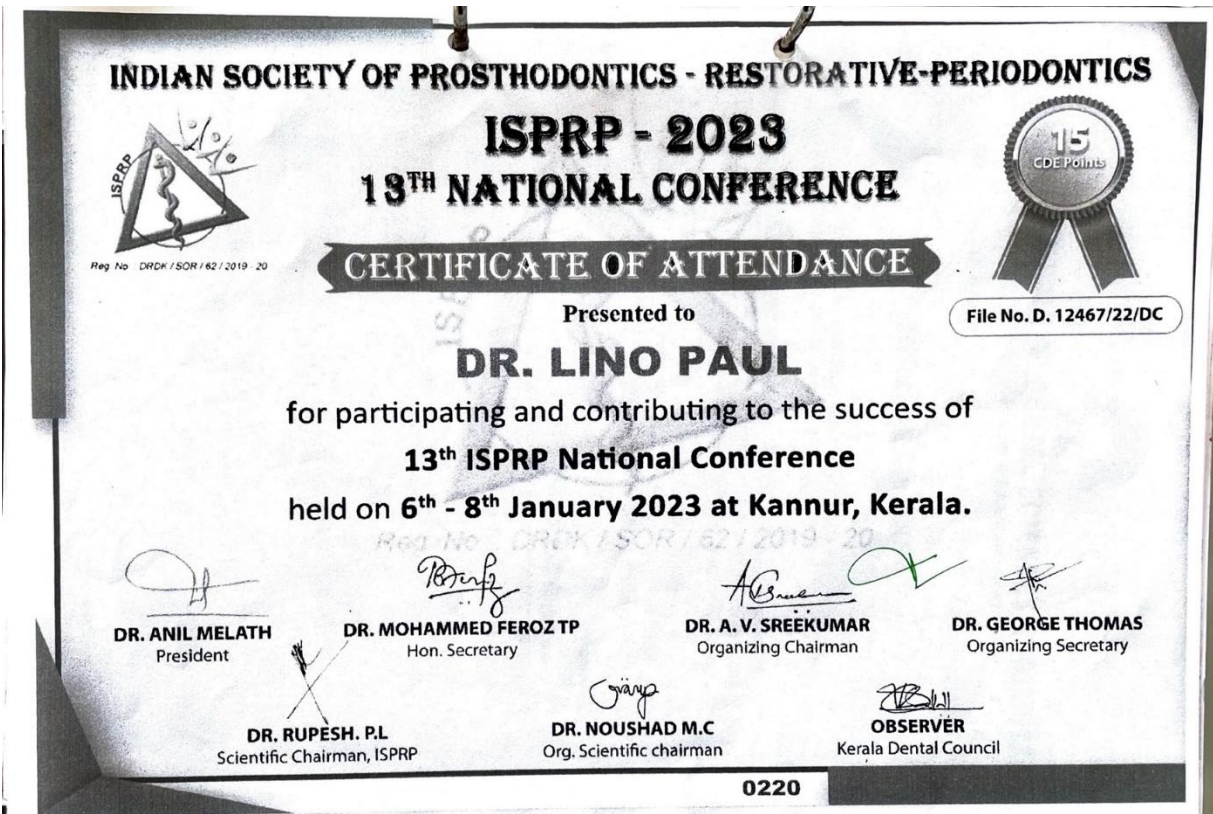 INDIAN SOCIETY OF PROSTHODONTICS - RESTORATIVE-PERIODONTICS
ISPRP - 2023
13TH NATIONAL CONFERENCE
ISPRP
Reg No : DRDK / SOR / 62 / 2019 - 20
15
CDE Points
CERTIFICATE OF ATTENDANCE
Presented to
File No. D. 12467/22/DC
DR. LINO PAUL
for participating and contributing to the success of
13th ISPRP National Conference
held on 6th - 8th January 2023 at Kannur, Kerala.
Reg No : DRDK / SOR / 62 / 2019 - 20
DR. ANIL MELATH
President
DR. MOHAMMED FEROZ TP
Hon. Secretary
DR. A. V. SREEKUMAR
Organizing Chairman
DR. GEORGE THOMAS
Organizing Secretary
DR. RUPESH. P.L
Scientific Chairman, ISPRP
DR. NOUSHAD M.C
Org. Scientific chairman
OBSERVER
Kerala Dental Council
0220